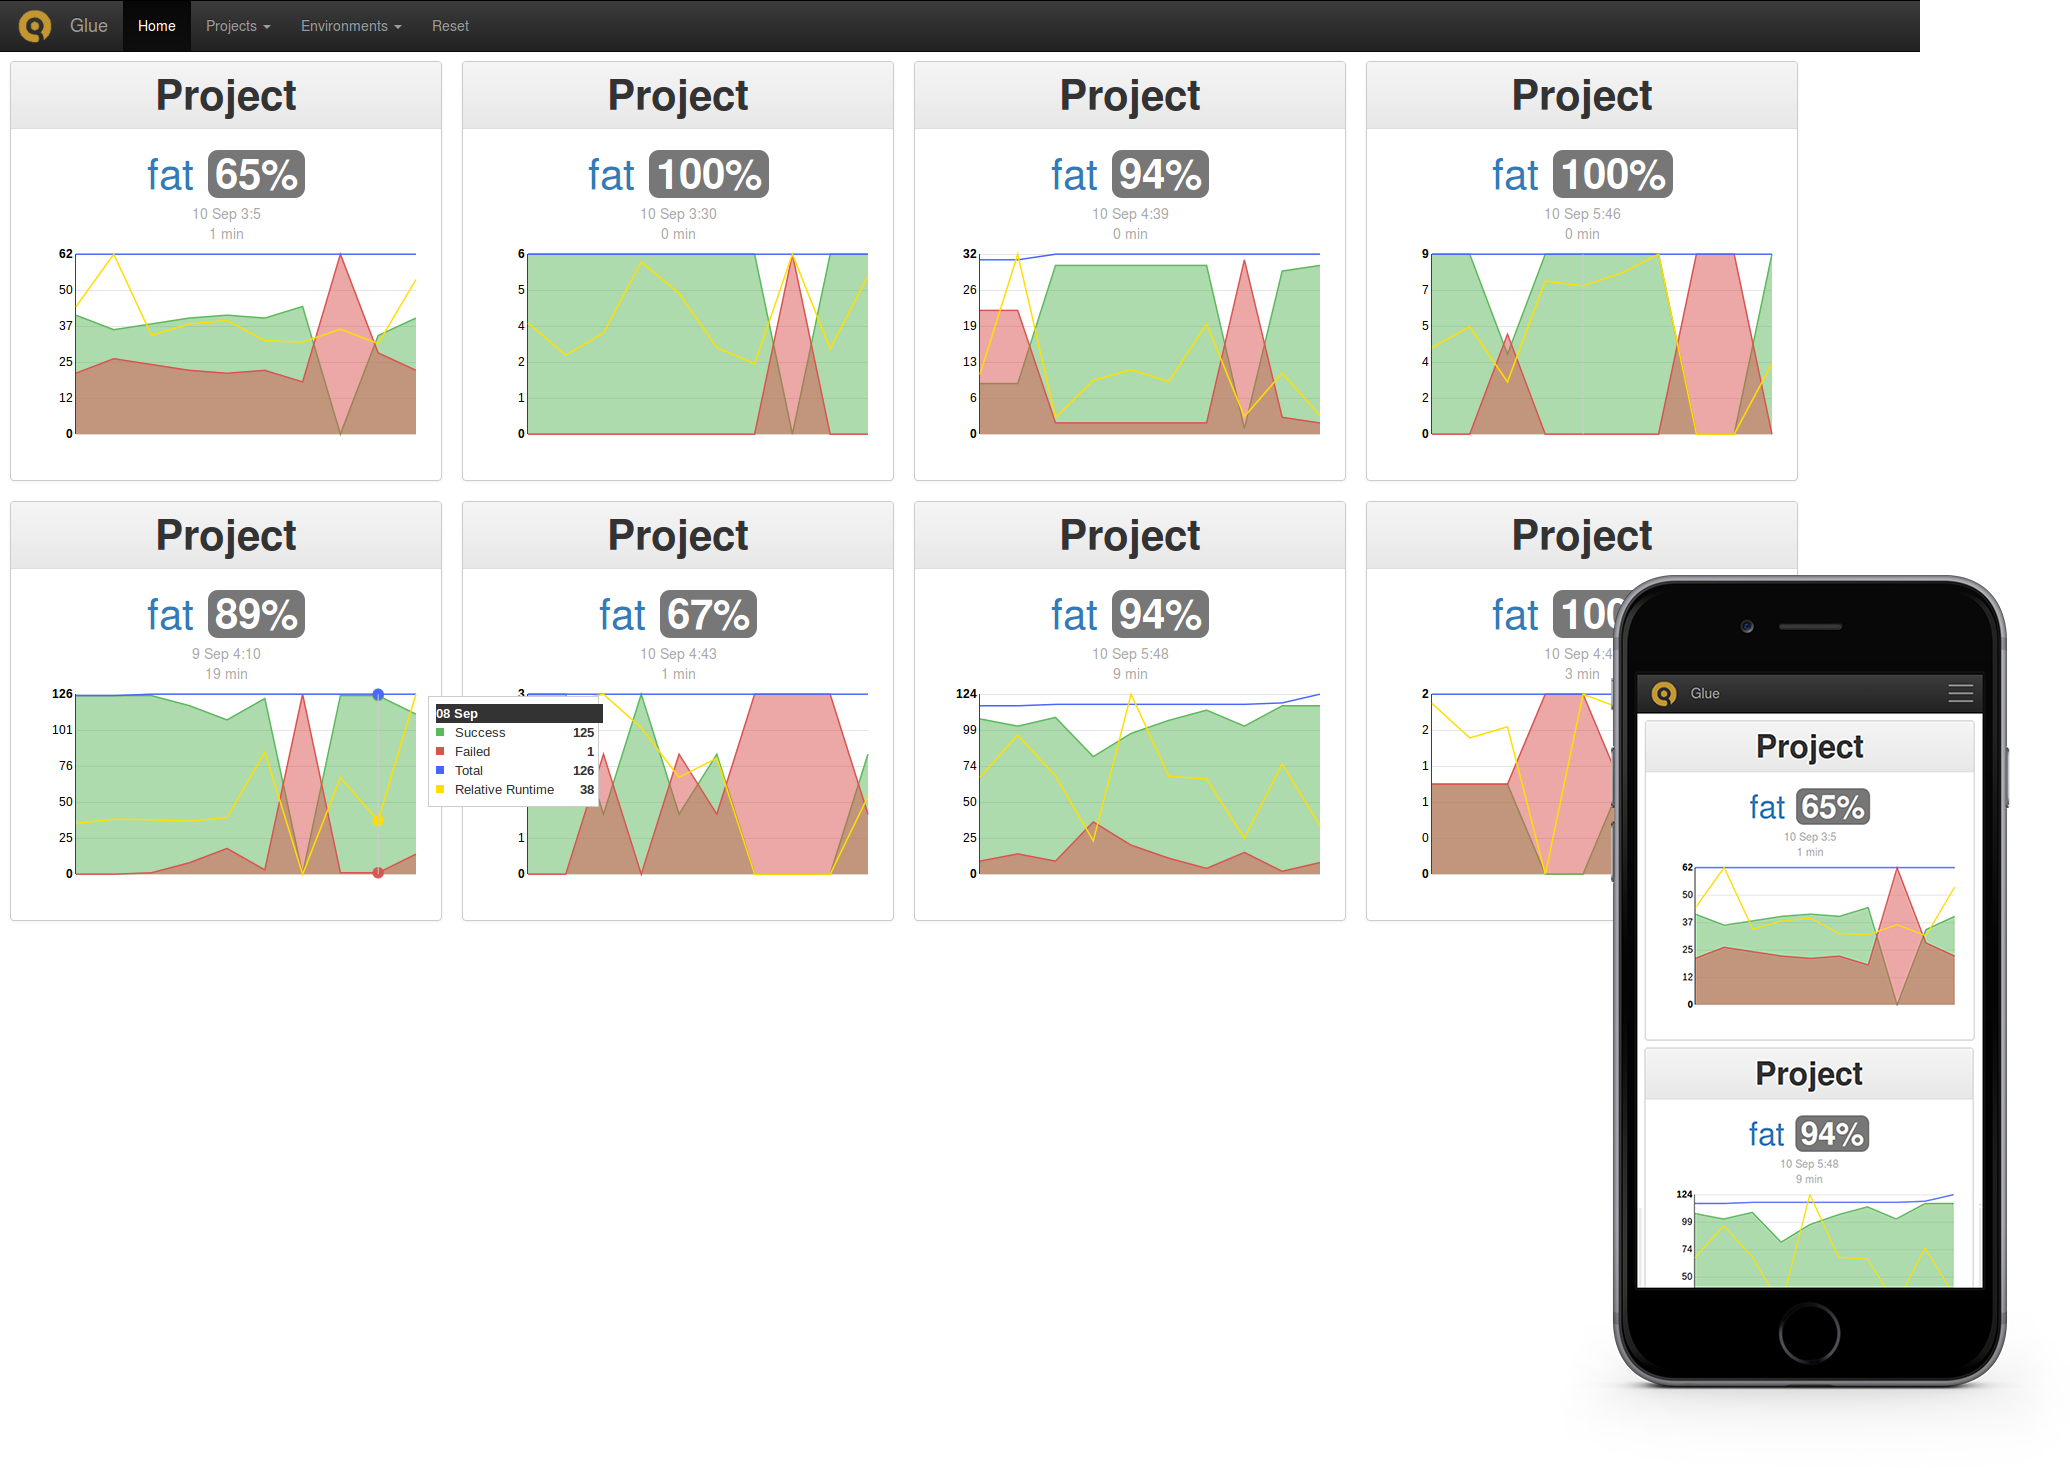 Glue Home Projects Environments Reset
Project
fat 65%
10 Sep 3:5
1 min
62
50
37
25
12
0
Project
fat 100%
10 Sep 3:30
0 min
6
5
4
2
1
0
Project
fat 94%
10 Sep 4:39
0 min
32
26
19
13
6
0
Project
fat 100%
10 Sep 5:46
0 min
9
7
5
4
2
0
Project
fat 89%
9 Sep 4:10
19 min
126
101
76
50
25
0
08 Sep
Success 125
Failed 1
Total 126
Relative Runtime 38
Project
fat 67%
10 Sep 4:43
1 min
3
1
0
Project
fat 94%
10 Sep 5:48
9 min
124
99
74
50
25
0
Project
fat 100
10 Sep 4:4
3 min
2
2
1
1
0
0
Glue
Project
fat 65%
10 Sep 3:5
1 min
62
50
37
25
12
0
Project
fat 94%
10 Sep 5:48
9 min
124
99
74
50